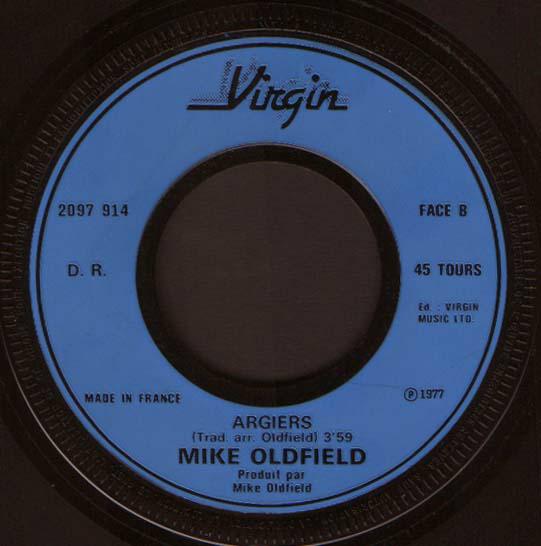 Virgin
2097 914
FACE B
D. R.
45 TOURS
Ed. : VIRGIN
MUSIC LTD.
MADE IN FRANCE
℗ 1977
ARGIERS
(Trad. arr. Oldfield) 3'59
MIKE OLDFIELD
Produit par
Mike Oldfield